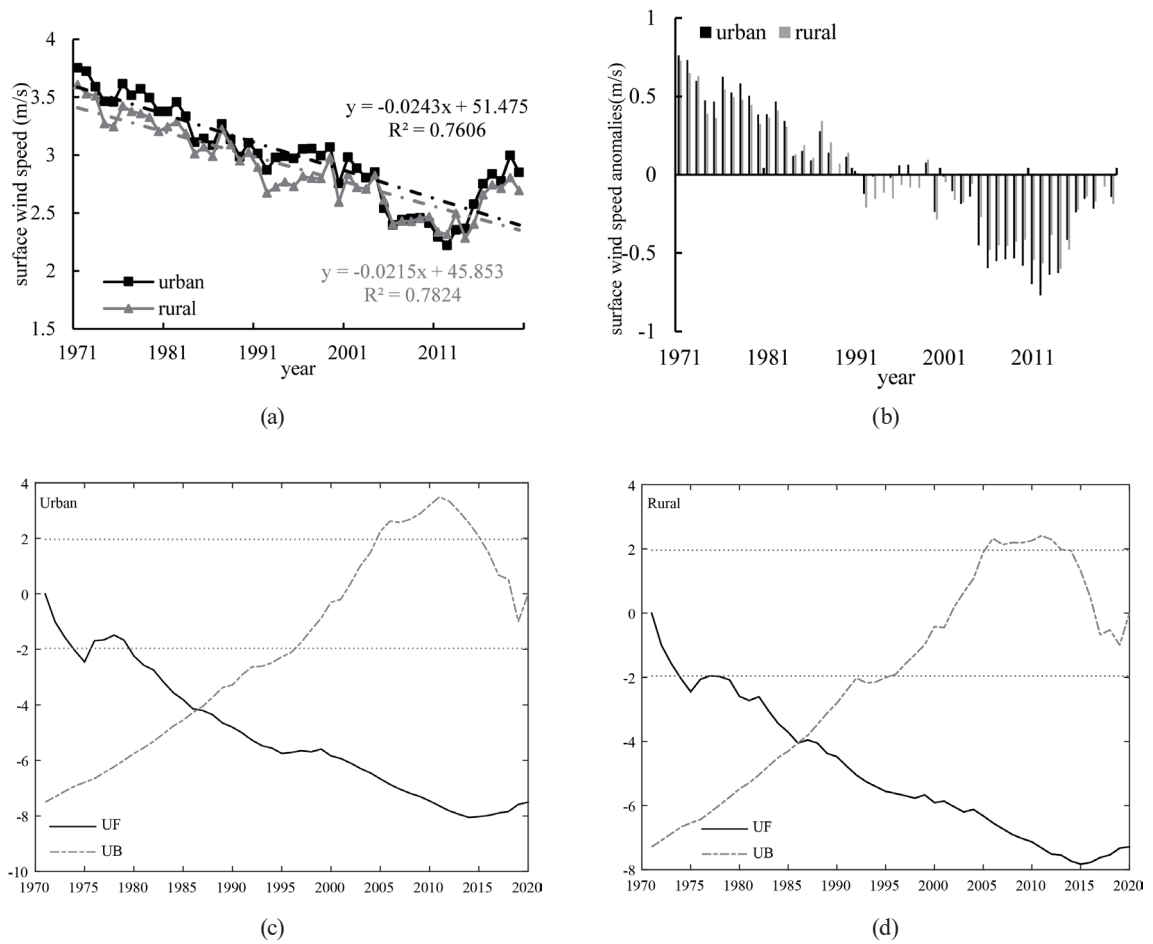 4
3.5
3
2.5
2
1.5
surface wind speed (m/s)
y = -0.0243x + 51.475
R² = 0.7606
y = -0.0215x + 45.853
R² = 0.7824
urban
rural
1971 1981 1991 2001 2011
year
(a)
1
0.5
0
-0.5
-1
surface wind speed anomalies(m/s)
urban rural
1971 1981 1991 2001 2011
year
(b)
4
2
0
-2
-4
-6
-8
-10
Urban
UF
UB
1970 1975 1980 1985 1990 1995 2000 2005 2010 2015 2020
(c)
4
2
0
-2
-4
-6
-8
Rural
UF
UB
1970 1975 1980 1985 1990 1995 2000 2005 2010 2015 2020
(d)